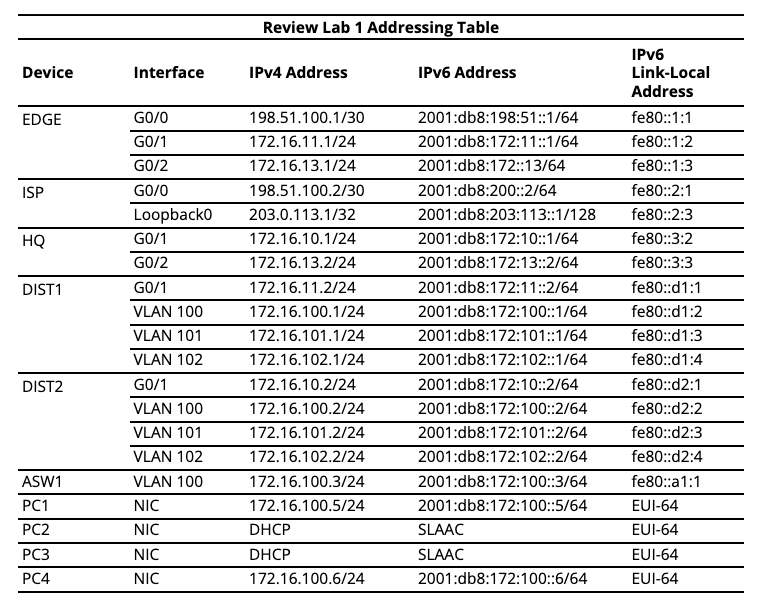 Review Lab 1 Addressing Table
Device Interface IPv4 Address IPv6 Address IPv6 Link-Local Address
EDGE G0/0 198.51.100.1/30 2001:db8:198:51::1/64 fe80::1:1
G0/1 172.16.11.1/24 2001:db8:172:11::1/64 fe80::1:2
G0/2 172.16.13.1/24 2001:db8:172::13/64 fe80::1:3
ISP G0/0 198.51.100.2/30 2001:db8:200::2/64 fe80::2:1
Loopback0 203.0.113.1/32 2001:db8:203:113::1/128 fe80::2:3
HQ G0/1 172.16.10.1/24 2001:db8:172:10::1/64 fe80::3:2
G0/2 172.16.13.2/24 2001:db8:172:13::2/64 fe80::3:3
DIST1 G0/1 172.16.11.2/24 2001:db8:172:11::2/64 fe80::d1:1
VLAN 100 172.16.100.1/24 2001:db8:172:100::1/64 fe80::d1:2
VLAN 101 172.16.101.1/24 2001:db8:172:101::1/64 fe80::d1:3
VLAN 102 172.16.102.1/24 2001:db8:172:102::1/64 fe80::d1:4
DIST2 G0/1 172.16.10.2/24 2001:db8:172:10::2/64 fe80::d2:1
VLAN 100 172.16.100.2/24 2001:db8:172:100::2/64 fe80::d2:2
VLAN 101 172.16.101.2/24 2001:db8:172:101::2/64 fe80::d2:3
VLAN 102 172.16.102.2/24 2001:db8:172:102::2/64 fe80::d2:4
ASW1 VLAN 100 172.16.100.3/24 2001:db8:172:100::3/64 fe80::a1:1
PC1 NIC 172.16.100.5/24 2001:db8:172:100::5/64 EUI-64
PC2 NIC DHCP SLAAC EUI-64
PC3 NIC DHCP SLAAC EUI-64
PC4 NIC 172.16.100.6/24 2001:db8:172:100::6/64 EUI-64